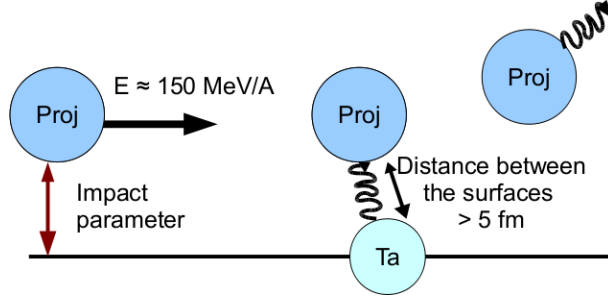 Proj
E ≈ 150 MeV/A
Impact
parameter
Proj
Distance between
the surfaces
> 5 fm
Ta
Proj